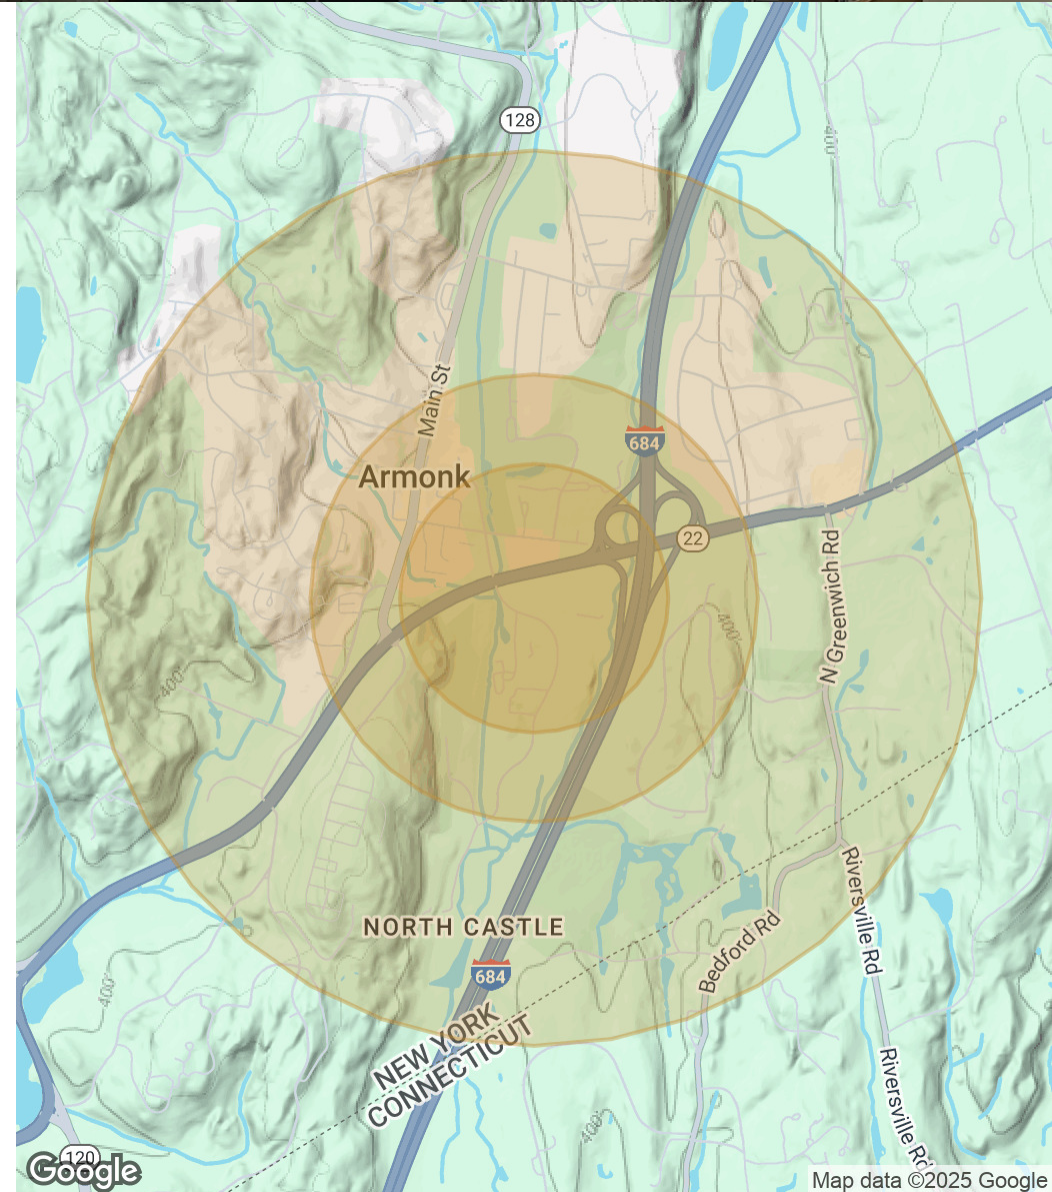 128
400'
Main St
684
Armonk
22
N Greenwich Rd
400'
400'
Riversville Rd
NORTH CASTLE
Bedford Rd
684
400'
NEW YORK
CONNECTICUT
Riversville Rd
400'
120
Google
Map data ©2025 Google